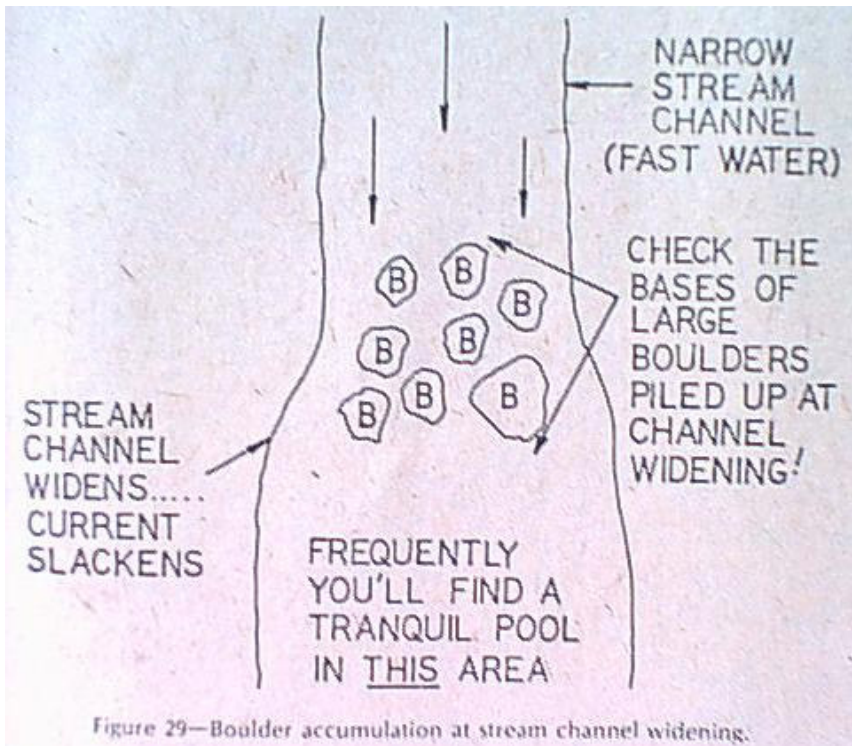 NARROW
STREAM
CHANNEL
(FAST WATER)
B
B
B
B
B
B
B
B
CHECK THE
BASES OF
LARGE
BOULDERS
PILED UP AT
CHANNEL
WIDENING!
STREAM
CHANNEL
WIDENS.....
CURRENT
SLACKENS
FREQUENTLY
YOU'LL FIND A
TRANQUIL POOL
IN THIS AREA
Figure 29—Boulder accumulation at stream channel widening.